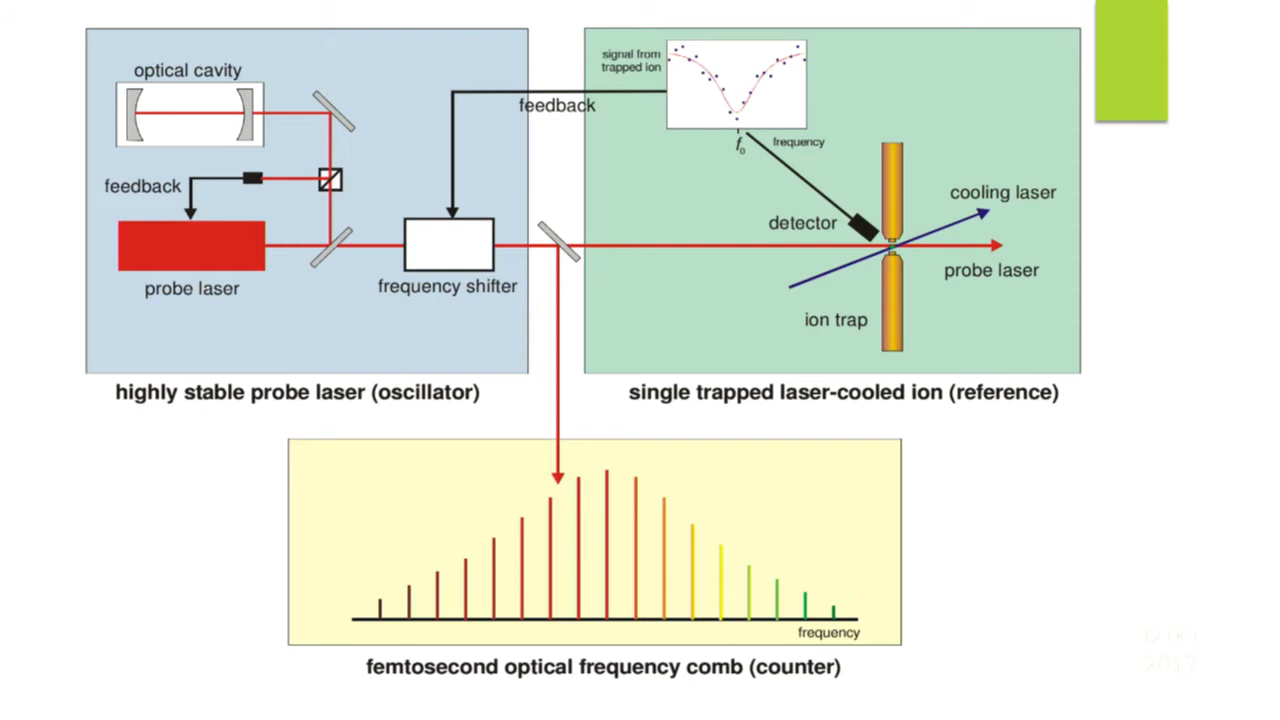 optical cavity
feedback
probe laser
frequency shifter
feedback
signal from
trapped ion
f0
frequency
detector
cooling laser
probe laser
ion trap
highly stable probe laser (oscillator)
single trapped laser-cooled ion (reference)
frequency
femtosecond optical frequency comb (counter)
2017